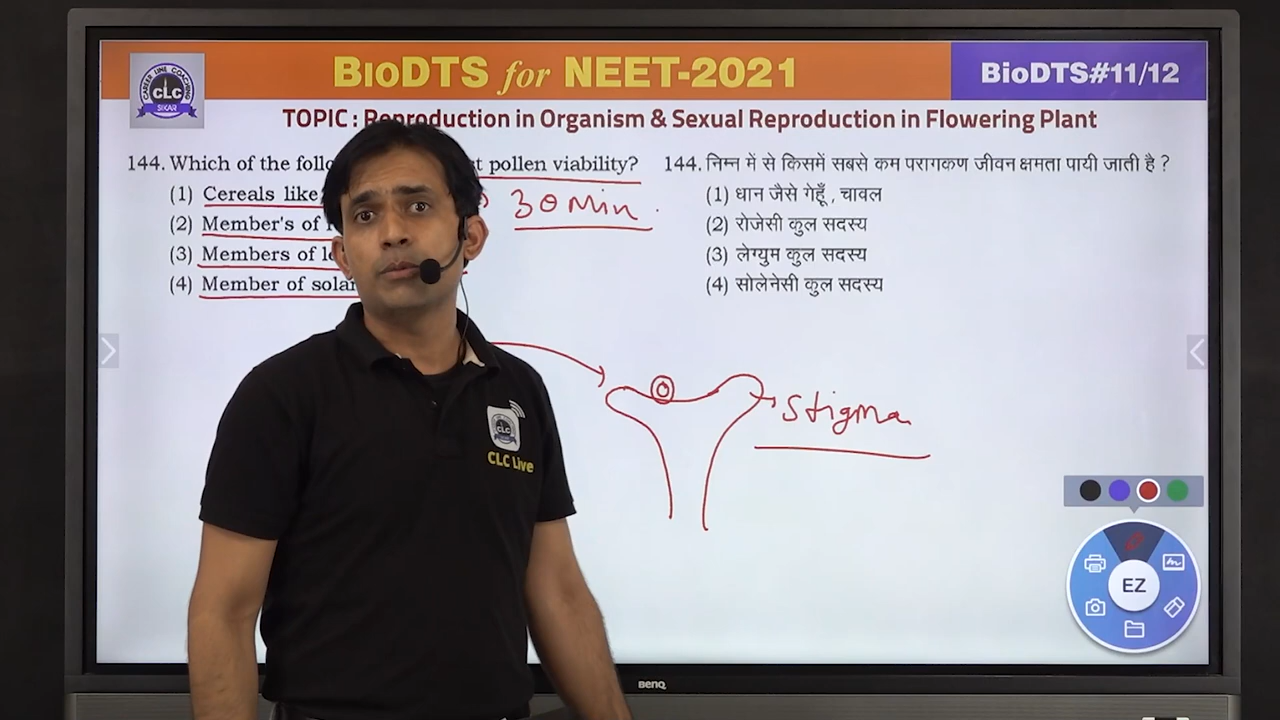 BIODTS for NEET-2021
BioDTS#11/12
CAREER LINE COACHING
CLC
SIKAR
TOPIC : Reproduction in Organism & Sexual Reproduction in Flowering Plant
144. Which of the follo
st pollen viability?
(1) Cereals like
30 Min
(2) Member's of
(3) Members of le
(4) Member of solan
144. निम्न में से किसमें सबसे कम परागकण जीवन क्षमता पायी जाती है ?
(1) धान जैसे गेहूँ , चावल
(2) रोजेसी कुल सदस्य
(3) लेग्युम कुल सदस्य
(4) सोलेनेसी कुल सदस्य
Stigma
CLC
CLC Live
EZ
BenQ